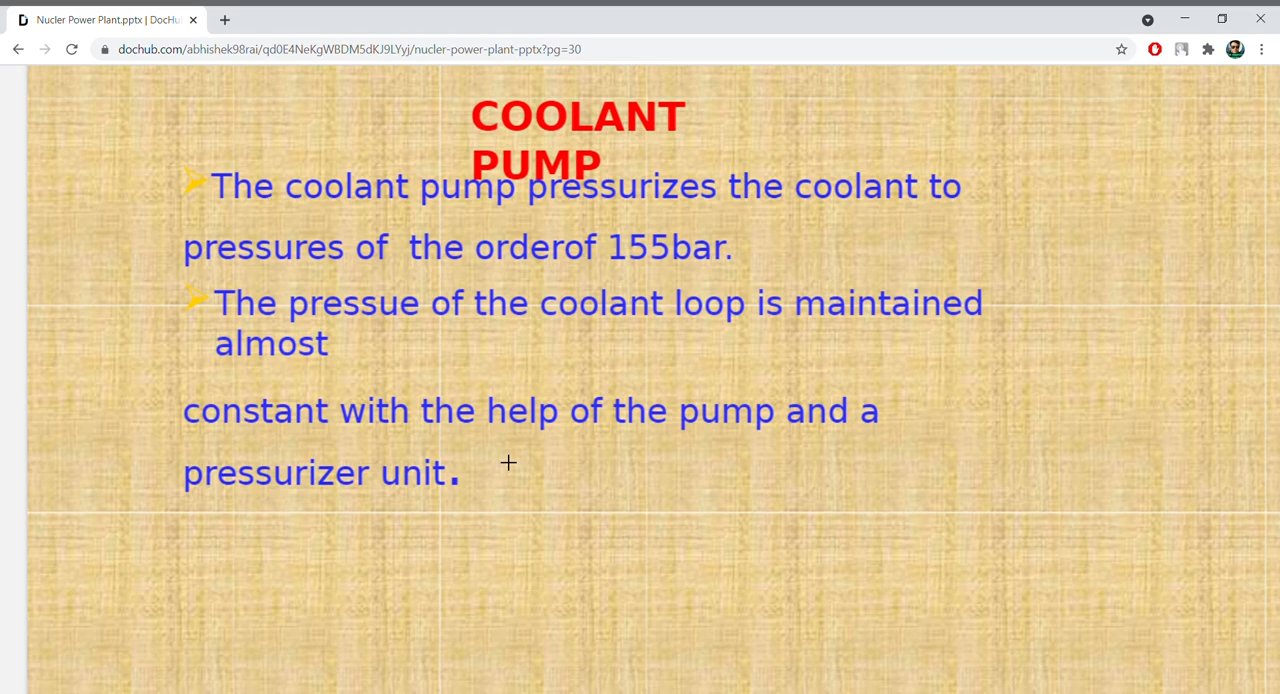 Nucler Power Plant.pptx | DocHu
dochub.com/abhishek98rai/qd0E4NeKgWBDM5dKJ9LYyj/nucler-power-plant-pptx?pg=30
COOLANT
PUMP
The coolant pump pressurizes the coolant to
pressures of the orderof 155bar.
The pressue of the coolant loop is maintained
almost
constant with the help of the pump and a
pressurizer unit.